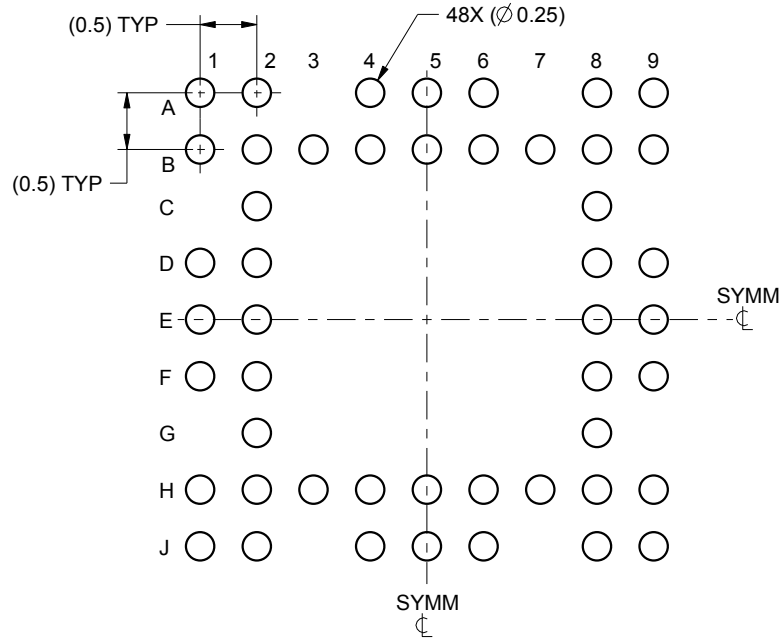 (0.5) TYP
48X (∅ 0.25)
1 2 3 4 5 6 7 8 9
A
B
(0.5) TYP
C
D
SYMM
℄
E
F
G
H
J
SYMM
℄